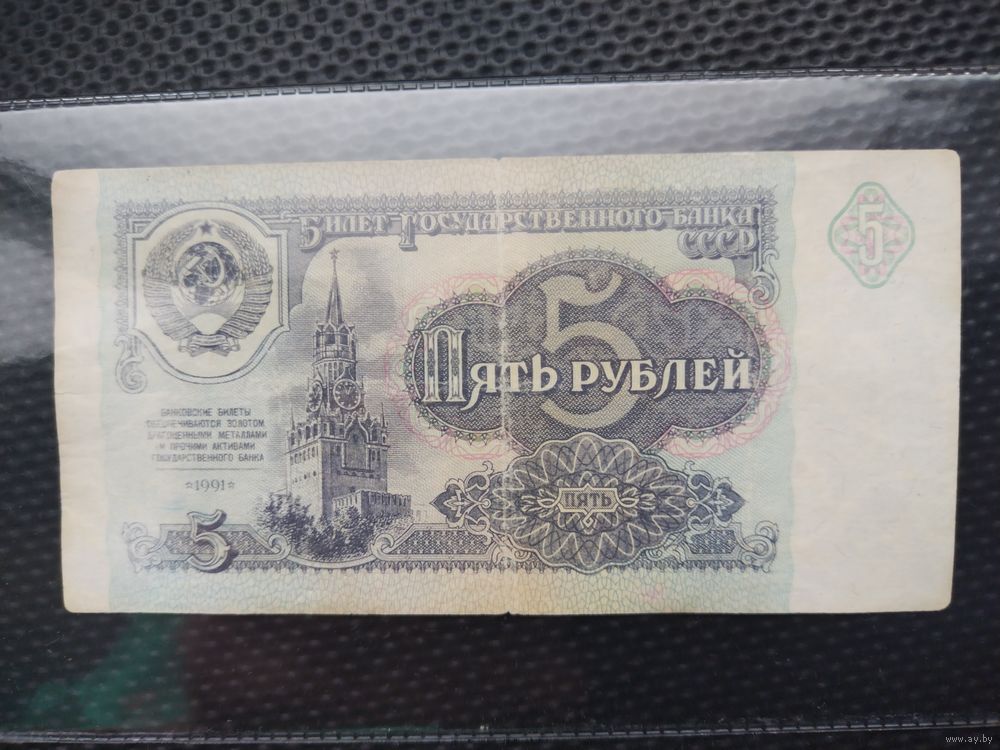 Билет Государственного Банка
СССР
5
5
Пять рублей
БАНКОВСКИЕ БИЛЕТЫ
ОБЕСПЕЧИВАЮТСЯ ЗОЛОТОМ,
ДРАГОЦЕННЫМИ МЕТАЛЛАМИ
И ПРОЧИМИ АКТИВАМИ
ГОСУДАРСТВЕННОГО БАНКА
☆1991☆
ПЯТЬ
5
www.ay.by